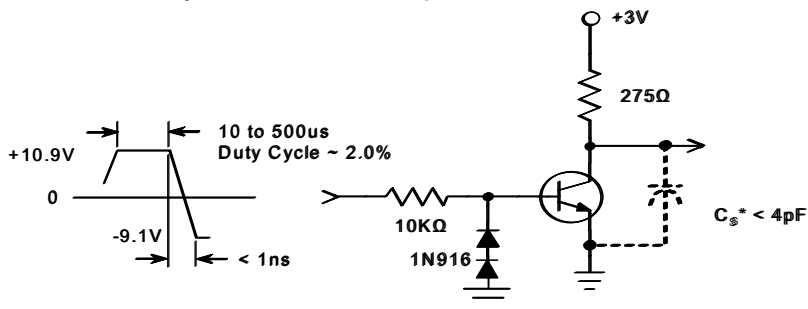 +3V
275Ω
10 to 500us
Duty Cycle ~ 2.0%
+10.9V
0
-9.1V
< 1ns
10KΩ
1N916
Cs* < 4pF